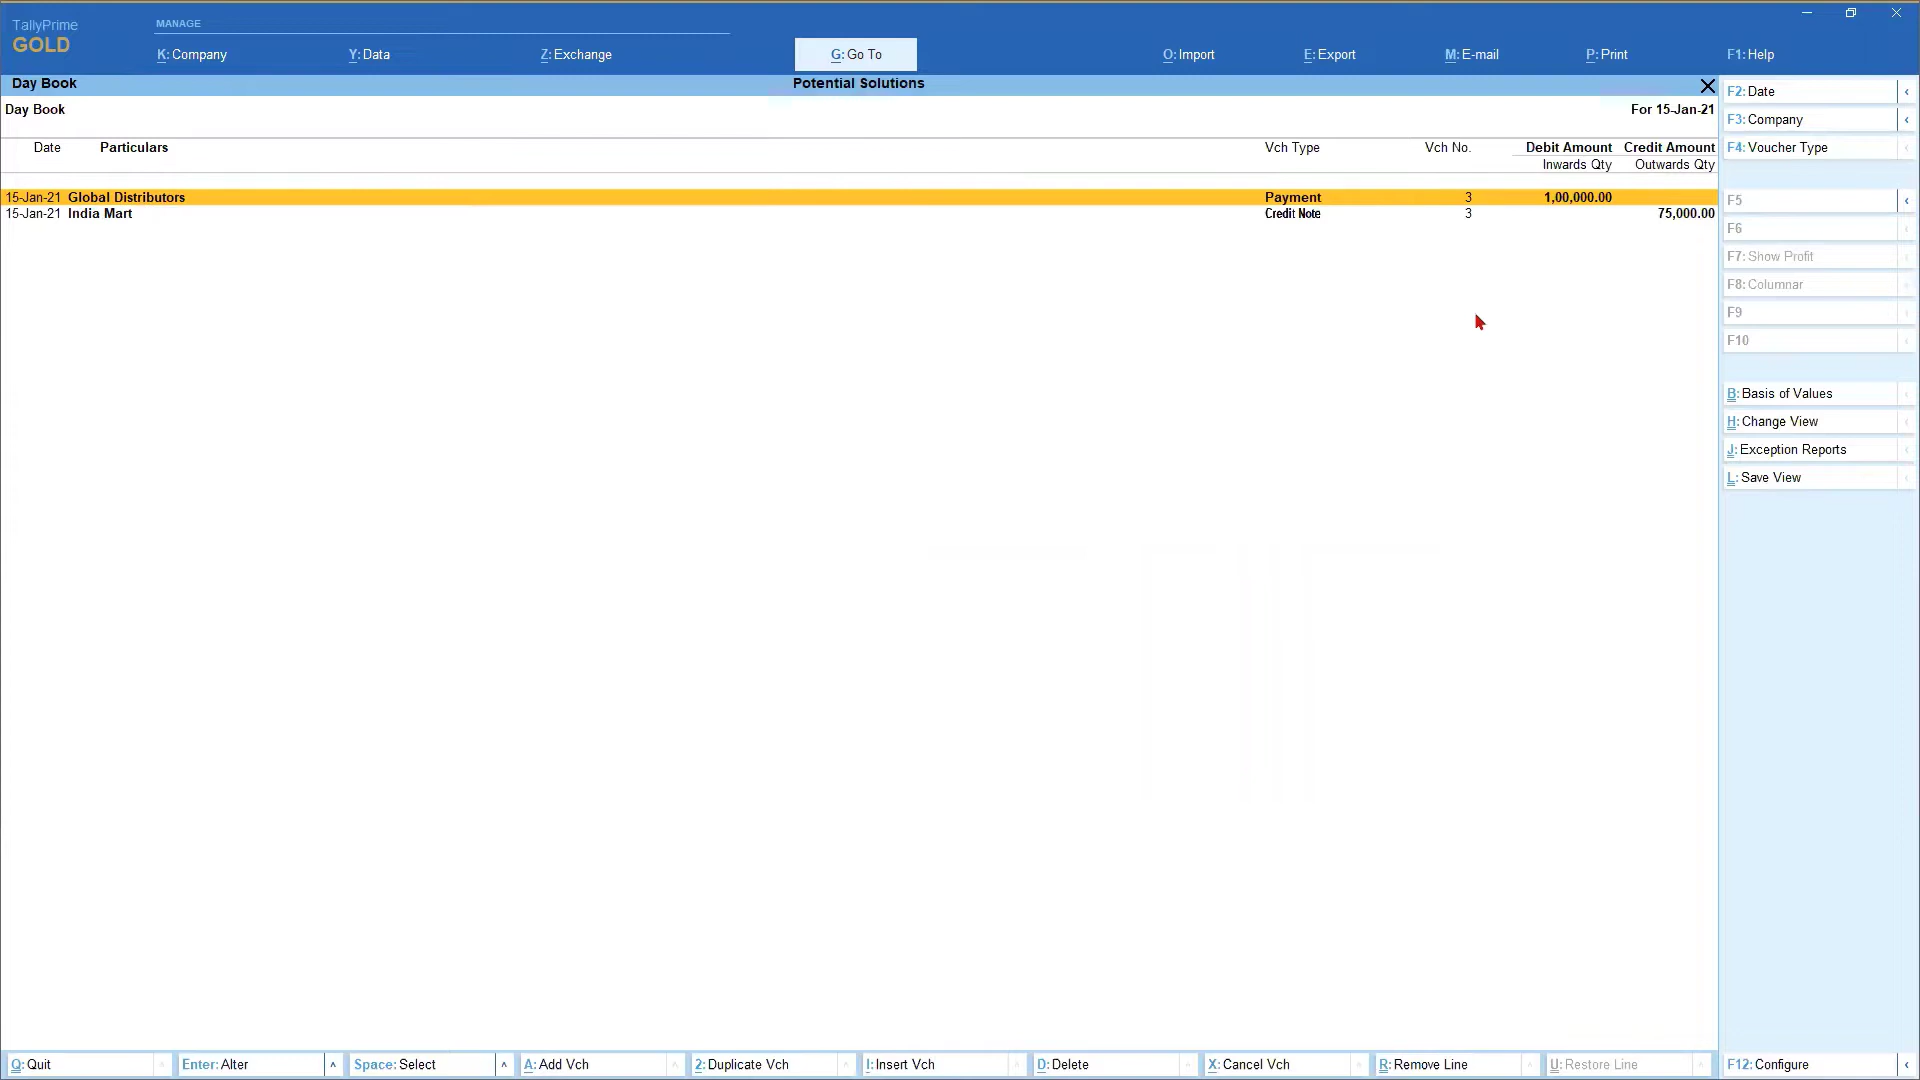 TallyPrime
GOLD
MANAGE
K: Company
Y: Data
Z: Exchange
G: Go To
O: Import
E: Export
M: E-mail
P: Print
F1: Help
Day Book
Potential Solutions
Day Book
For 15-Jan-21
Date Particulars Vch Type Vch No. Debit Amount Credit Amount
Inwards Qty Outwards Qty
15-Jan-21 Global Distributors Payment 3 1,00,000.00
15-Jan-21 India Mart Credit Note 3 75,000.00
F2: Date
F3: Company
F4: Voucher Type
F5
F6
F7: Show Profit
F8: Columnar
F9
F10
B: Basis of Values
H: Change View
J: Exception Reports
L: Save View
Q: Quit
Enter: Alter
Space: Select
A: Add Vch
2: Duplicate Vch
I: Insert Vch
D: Delete
X: Cancel Vch
R: Remove Line
U: Restore Line
F12: Configure